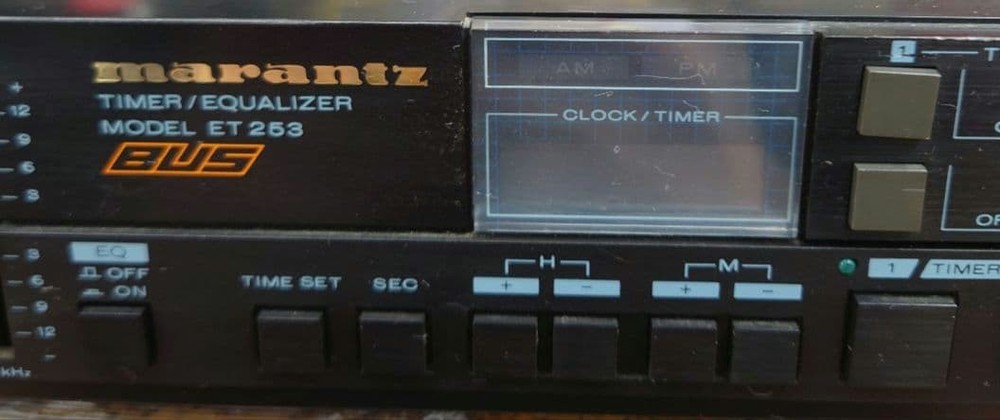 marantz
TIMER/EQUALIZER
MODEL ET 253
BUS
AM PM
CLOCK/TIMER
1
+
12
9
6
3
3
6
9
12
-
kHz
EQ
OFF
ON
TIME SET
SEC
H
+ -
M
+ -
1 / TIMER